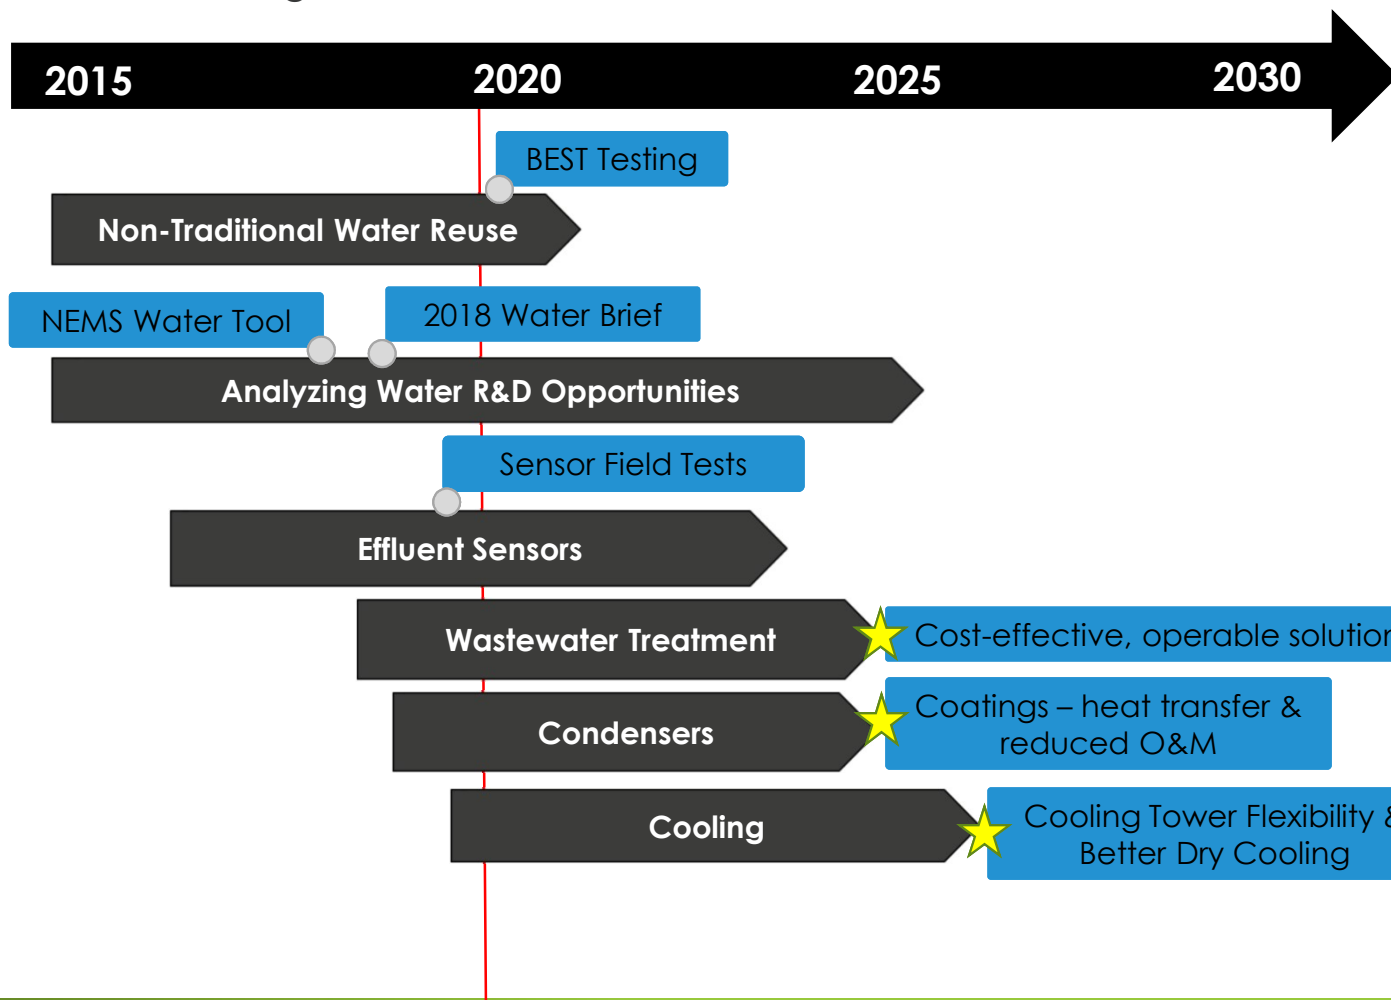 2015 2020 2025 2030
BEST Testing
Non-Traditional Water Reuse
NEMS Water Tool
2018 Water Brief
Analyzing Water R&D Opportunities
Sensor Field Tests
Effluent Sensors
Wastewater Treatment
Cost-effective, operable solution
Condensers
Coatings – heat transfer &
reduced O&M
Cooling
Cooling Tower Flexibility &
Better Dry Cooling